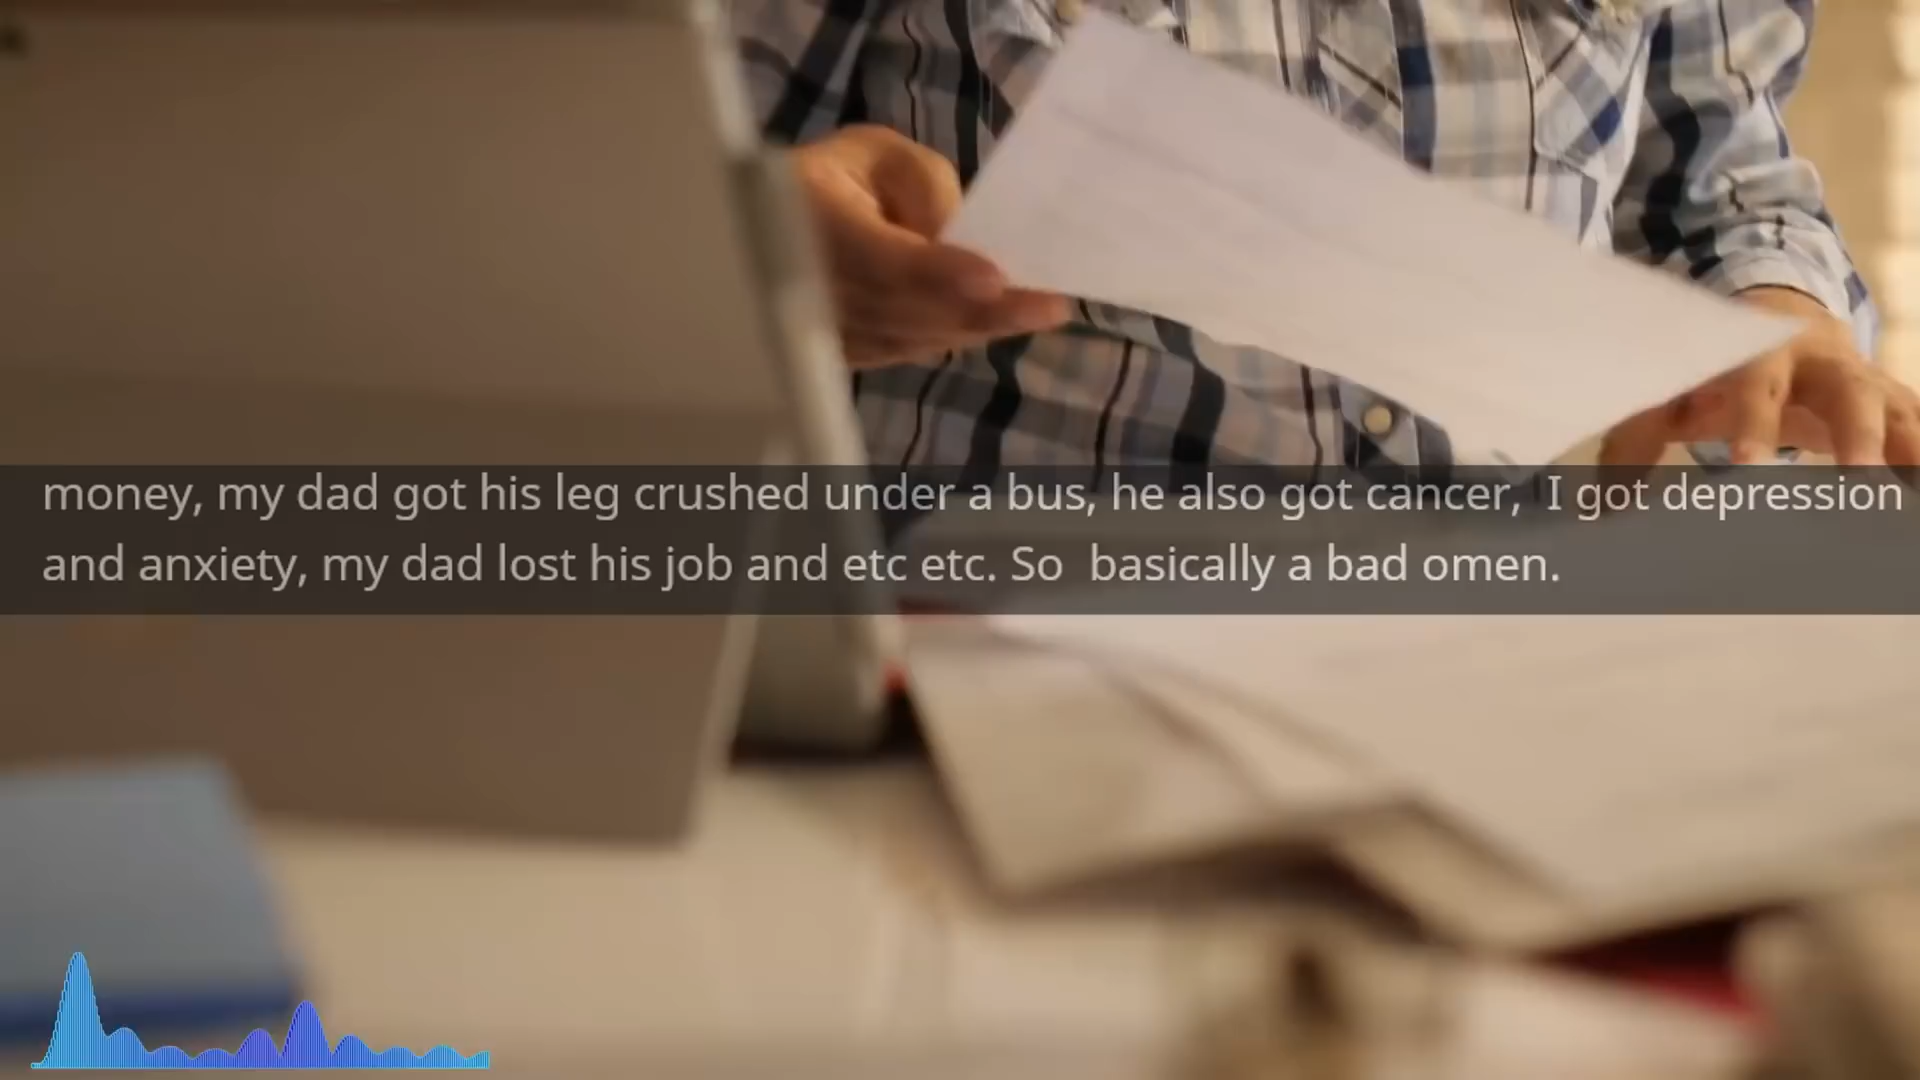 money, my dad got his leg crushed under a bus, he also got cancer, I got depression
and anxiety, my dad lost his job and etc etc. So basically a bad omen.